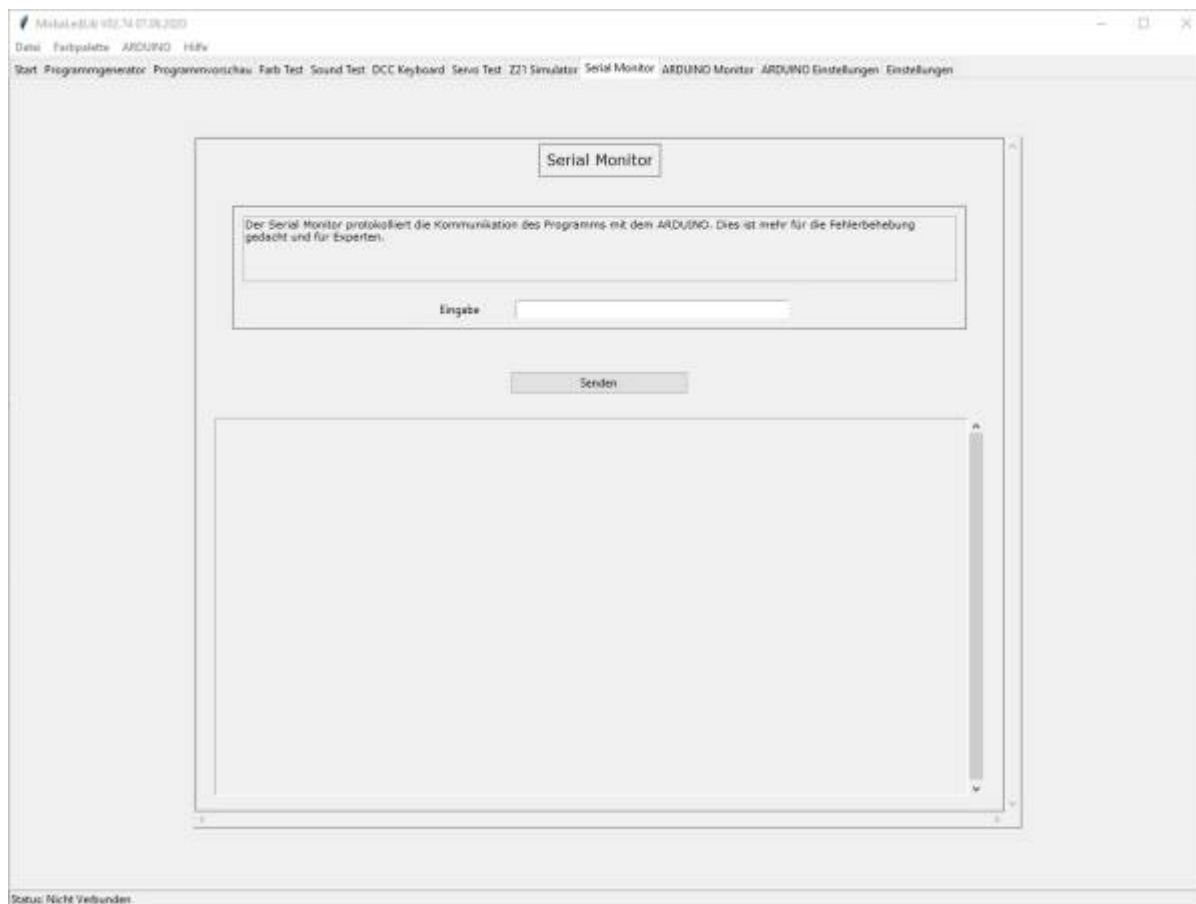 MobaLedLib V02.74 07.06.2020
Datei Farbpalette ARDUINO Hilfe
Start Programmgenerator Programmvorschau Farb Test Sound Test DCC Keyboard Servo Test Z21 Simulator Serial Monitor ARDUINO Monitor ARDUINO Einstellungen Einstellungen
Serial Monitor
Der Serial Monitor protokolliert die Kommunikation des Programms mit dem ARDUINO. Dies ist mehr für die Fehlerbehebung
gedacht und für Experten.
Eingabe
Senden
Status: Nicht Verbunden